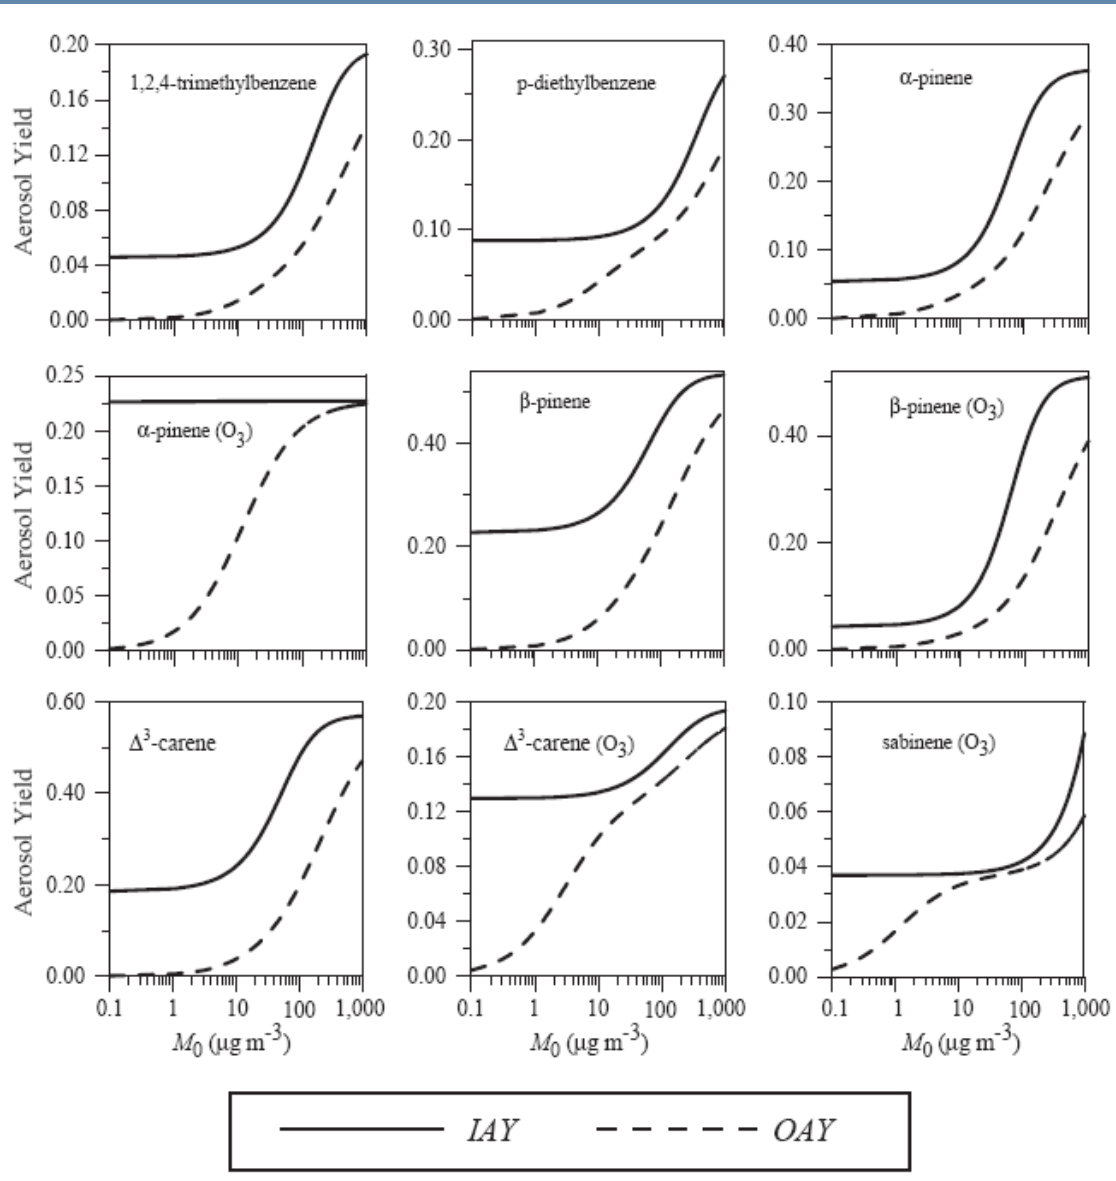 Aerosol Yield
0.20
0.16
0.12
0.08
0.04
0.00
1,2,4-trimethylbenzene
0.30
0.20
0.10
0.00
p-diethylbenzene
0.40
0.30
0.20
0.10
0.00
α-pinene
Aerosol Yield
0.25
0.20
0.15
0.10
0.05
0.00
α-pinene (O3)
0.40
0.20
0.00
β-pinene
0.40
0.20
0.00
β-pinene (O3)
Aerosol Yield
0.60
0.40
0.20
0.00
Δ3-carene
0.1 1 10 100 1,000
M0 (μg m-3)
0.20
0.16
0.12
0.08
0.04
0.00
Δ3-carene (O3)
0.1 1 10 100 1,000
M0 (μg m-3)
0.10
0.08
0.06
0.04
0.02
0.00
sabinene (O3)
0.1 1 10 100 1,000
M0 (μg m-3)
IAY OAY